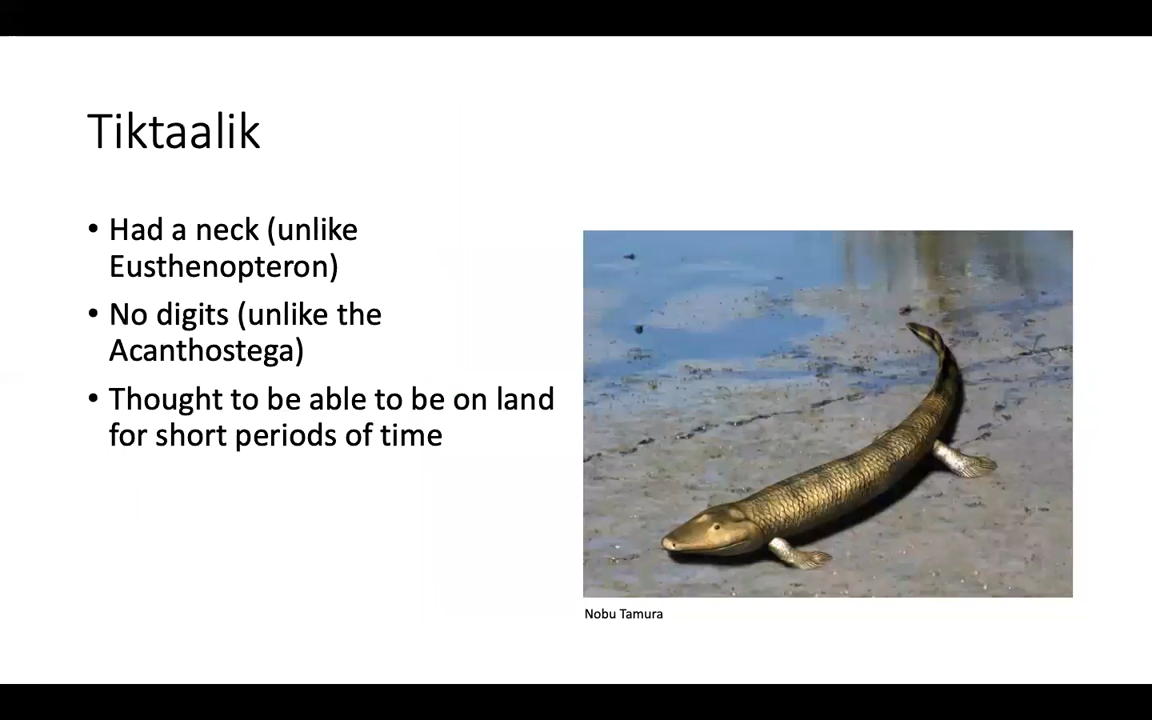 Tiktaalik
• Had a neck (unlike
Eusthenopteron)
• No digits (unlike the
Acanthostega)
• Thought to be able to be on land
for short periods of time
Nobu Tamura